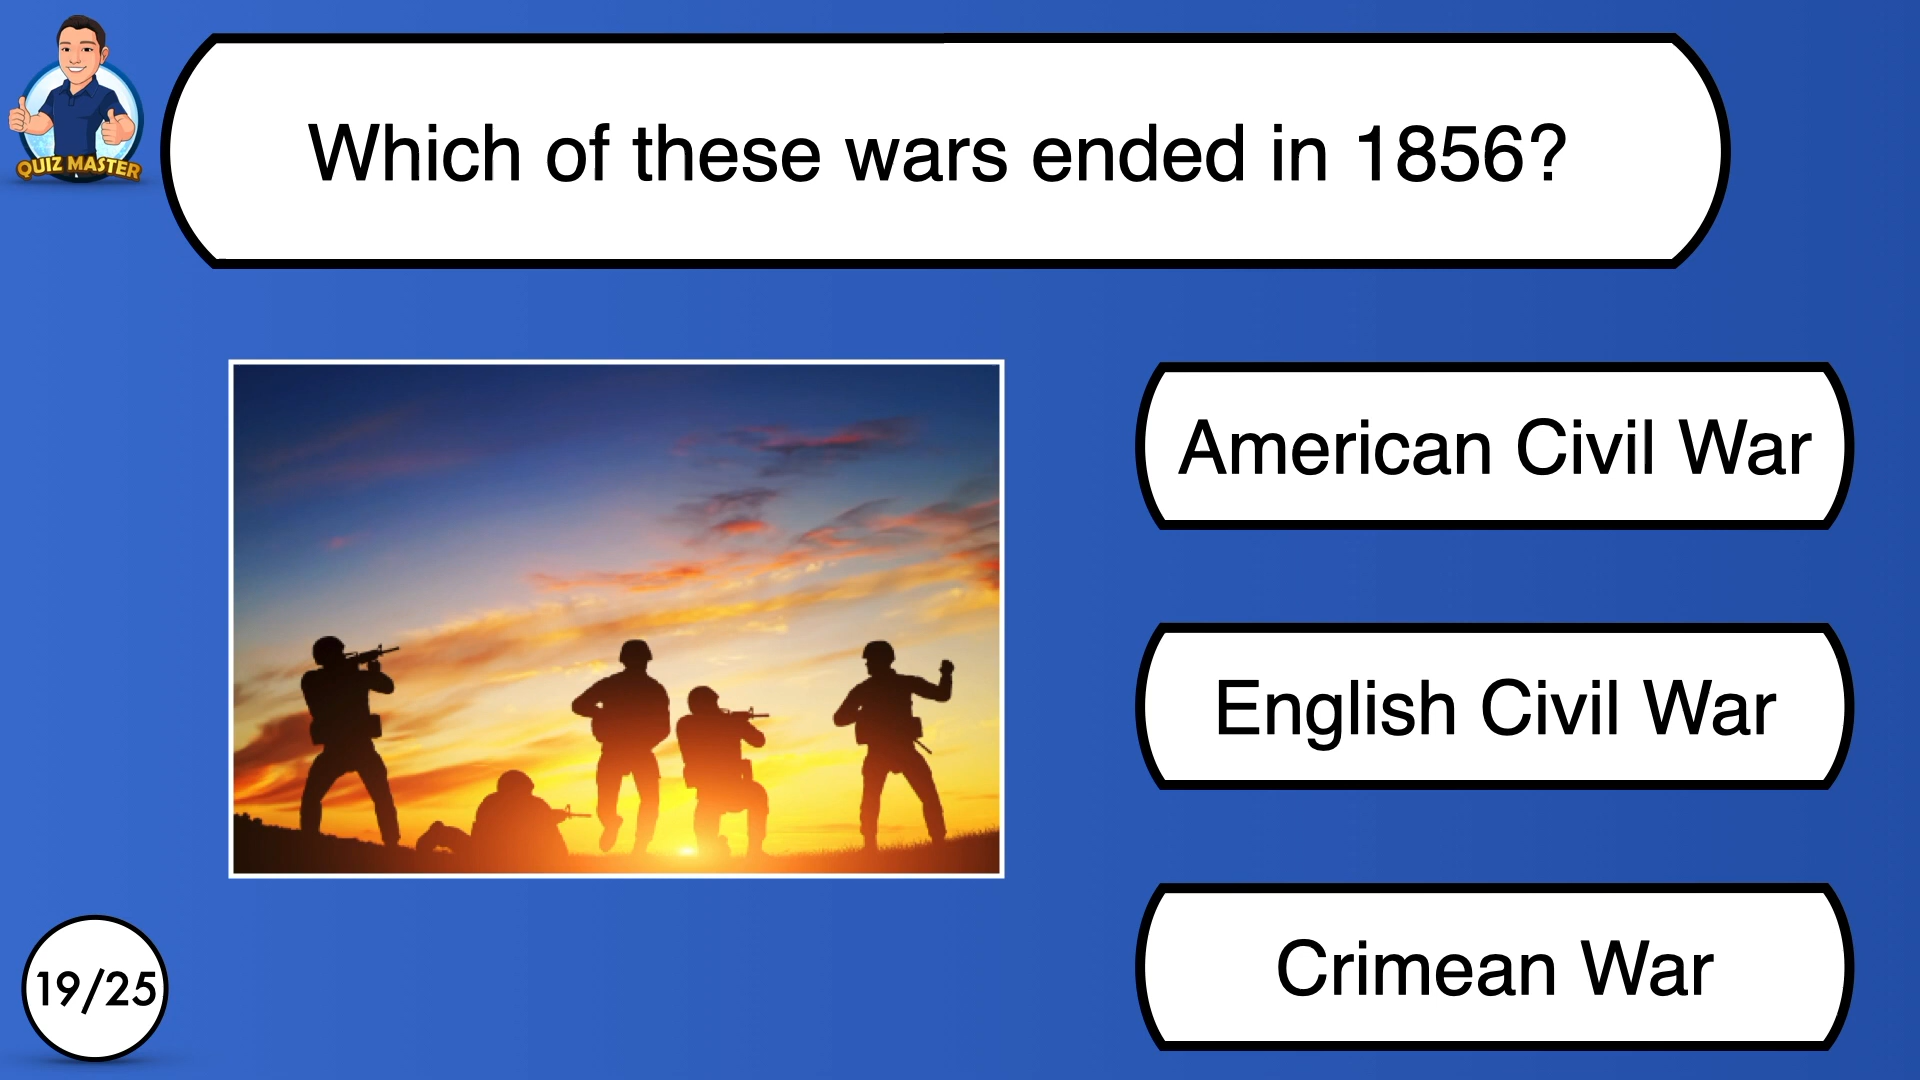 QUIZ MASTER
Which of these wars ended in 1856?
American Civil War
English Civil War
Crimean War
19/25